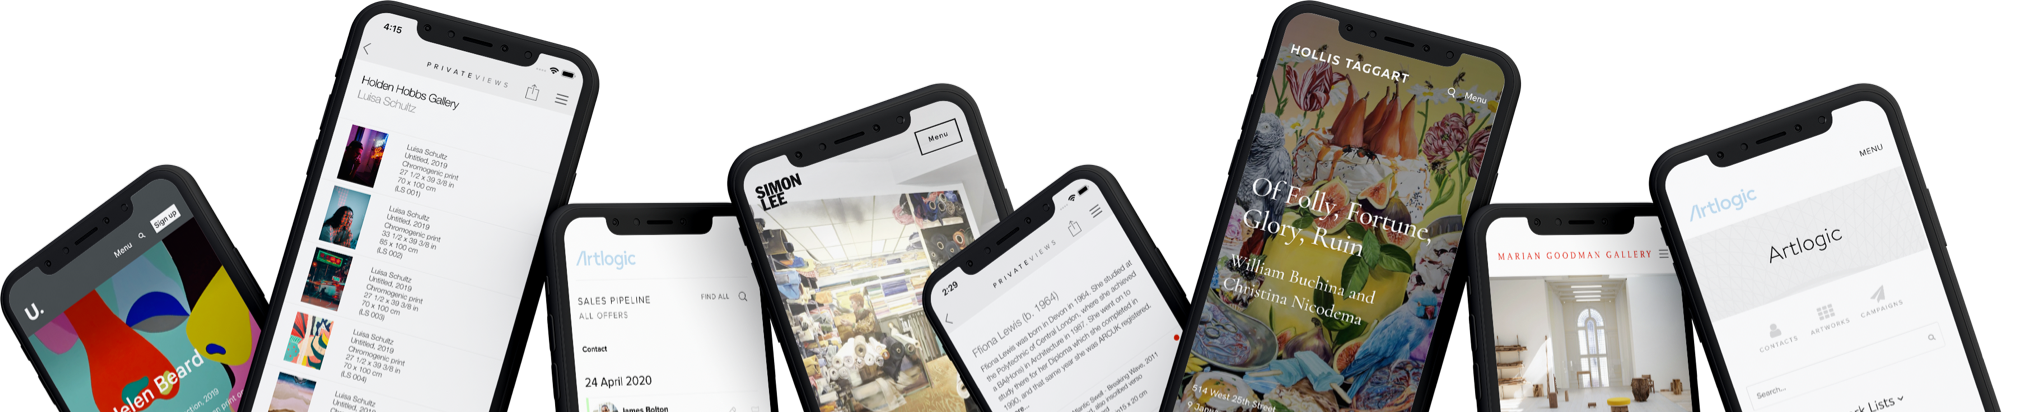 U.
Menu
Sign up
Helen Beard
4:15
PRIVATEVIEWS
Holden Hobbs Gallery
Luisa Schultz
Luisa Schultz
Untitled, 2019
Chromogenic print
27 1/2 x 39 3/8 in
70 x 100 cm
(LS 001)
Luisa Schultz
Untitled, 2019
Chromogenic print
33 1/2 x 39 3/8 in
85 x 100 cm
(LS 002)
Luisa Schultz
Untitled, 2019
Chromogenic print
27 1/2 x 39 3/8 in
70 x 100 cm
(LS 003)
Luisa Schultz
Untitled, 2019
Chromogenic print
27 1/2 x 39 3/8 in
70 x 100 cm
(LS 004)
Luisa Schultz
Untitled, 2019
Chromogenic print
Artlogic
SALES PIPELINE
FIND ALL
ALL OFFERS
Contact
24 April 2020
James Bolton
SIMON
LEE
Menu
2:29
PRIVATEVIEWS
Ffiona Lewis (b. 1964)
Ffiona Lewis was born in Devon in 1964. She studied at
the Polytechnic of Central London, where she achieved
a BA(Hons) in Architecture in 1987. She went on to
study there for her Diploma which she completed in
1990, and that same year she was ARCUK registered.
HOLLIS TAGGART
Menu
Of Folly, Fortune,
Glory, Ruin
William Buchina and
Christina Nicodema
514 West 25th Street
MARIAN GOODMAN GALLERY
MENU
Artlogic
Artlogic
CONTACTS
ARTWORKS
CAMPAIGNS
Search...
Lists